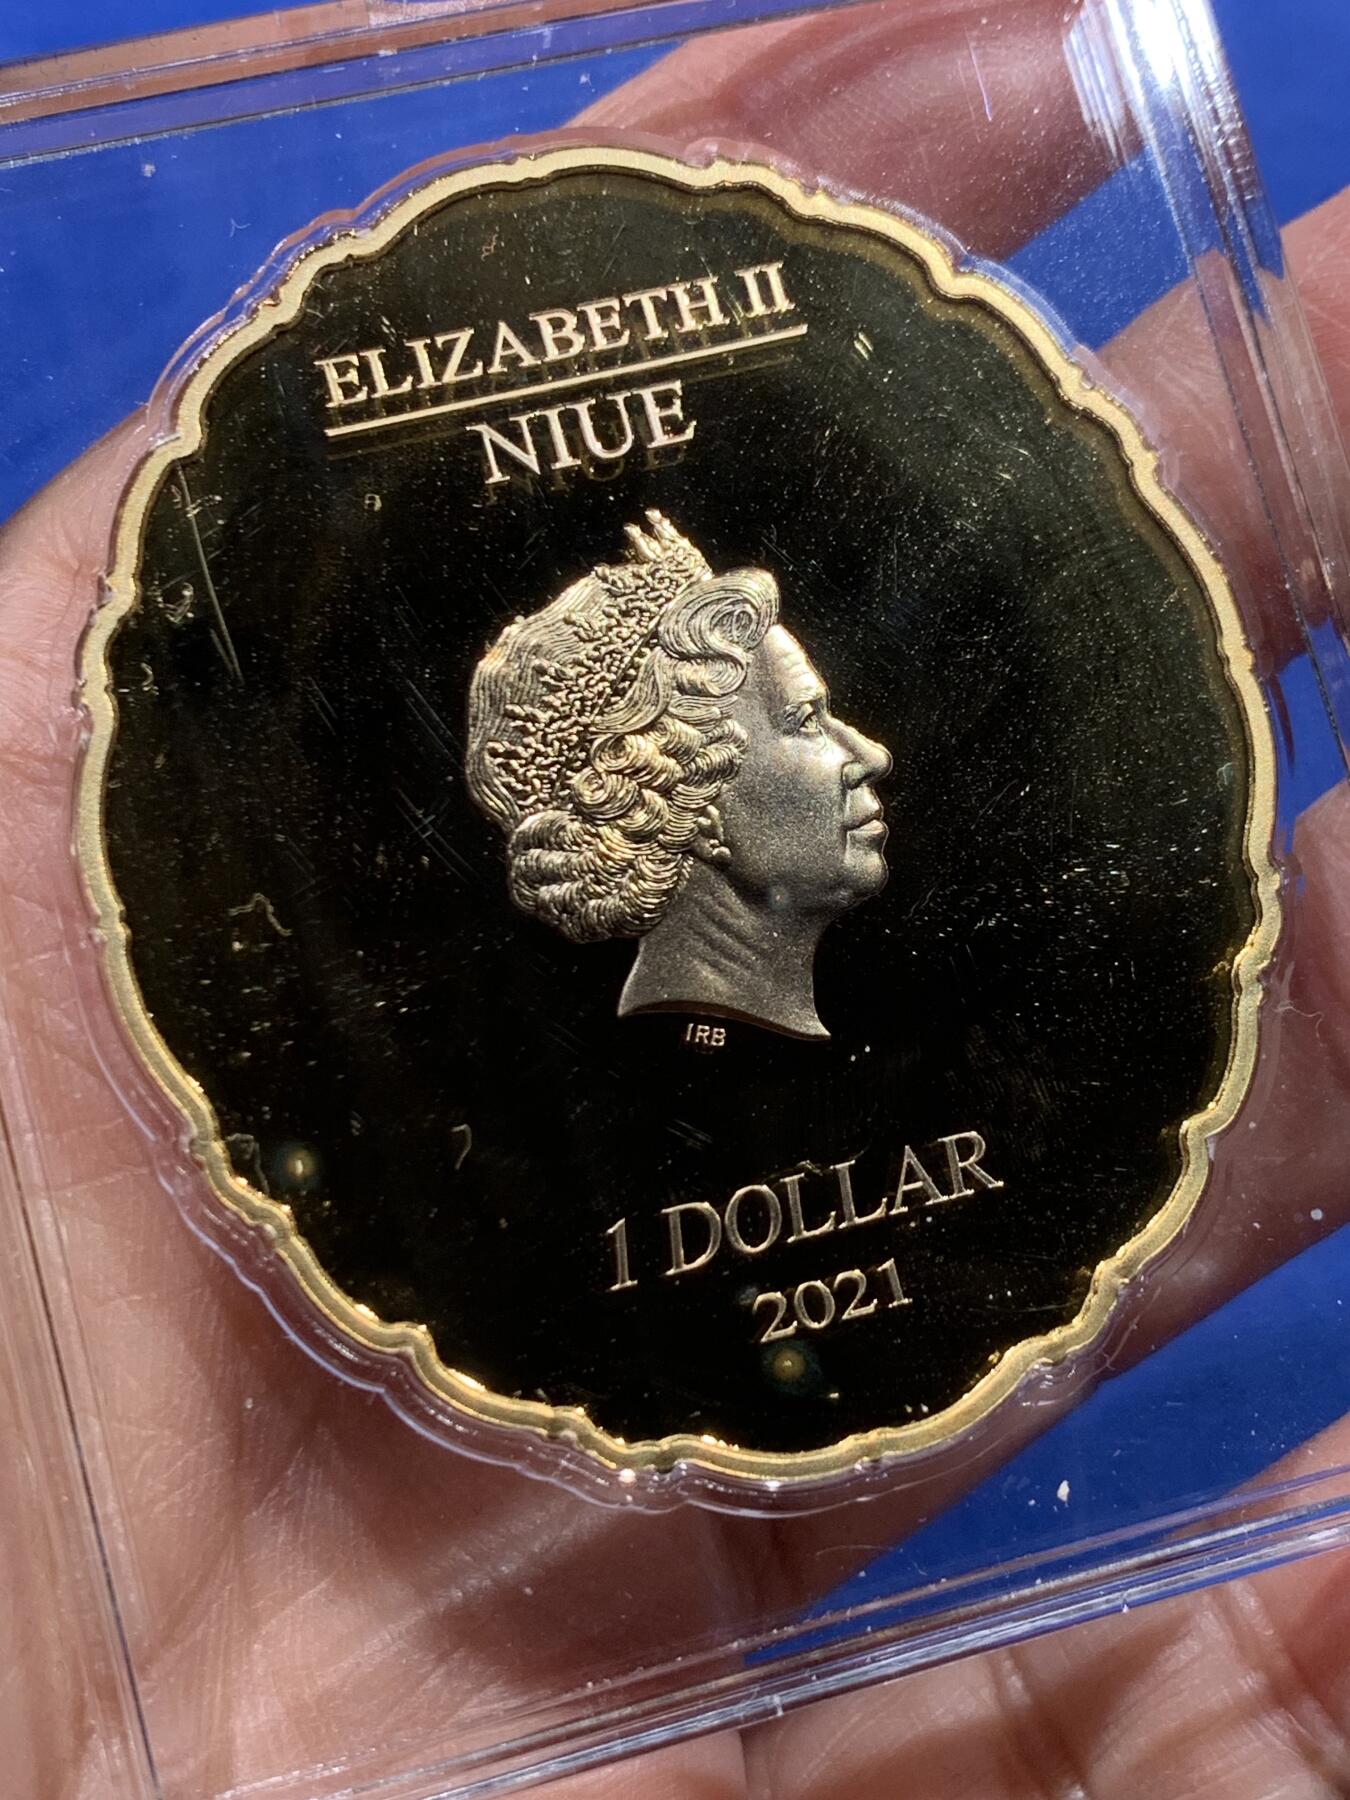 ELIZABETH II
NIUE
IRB
1 DOLLAR
2021